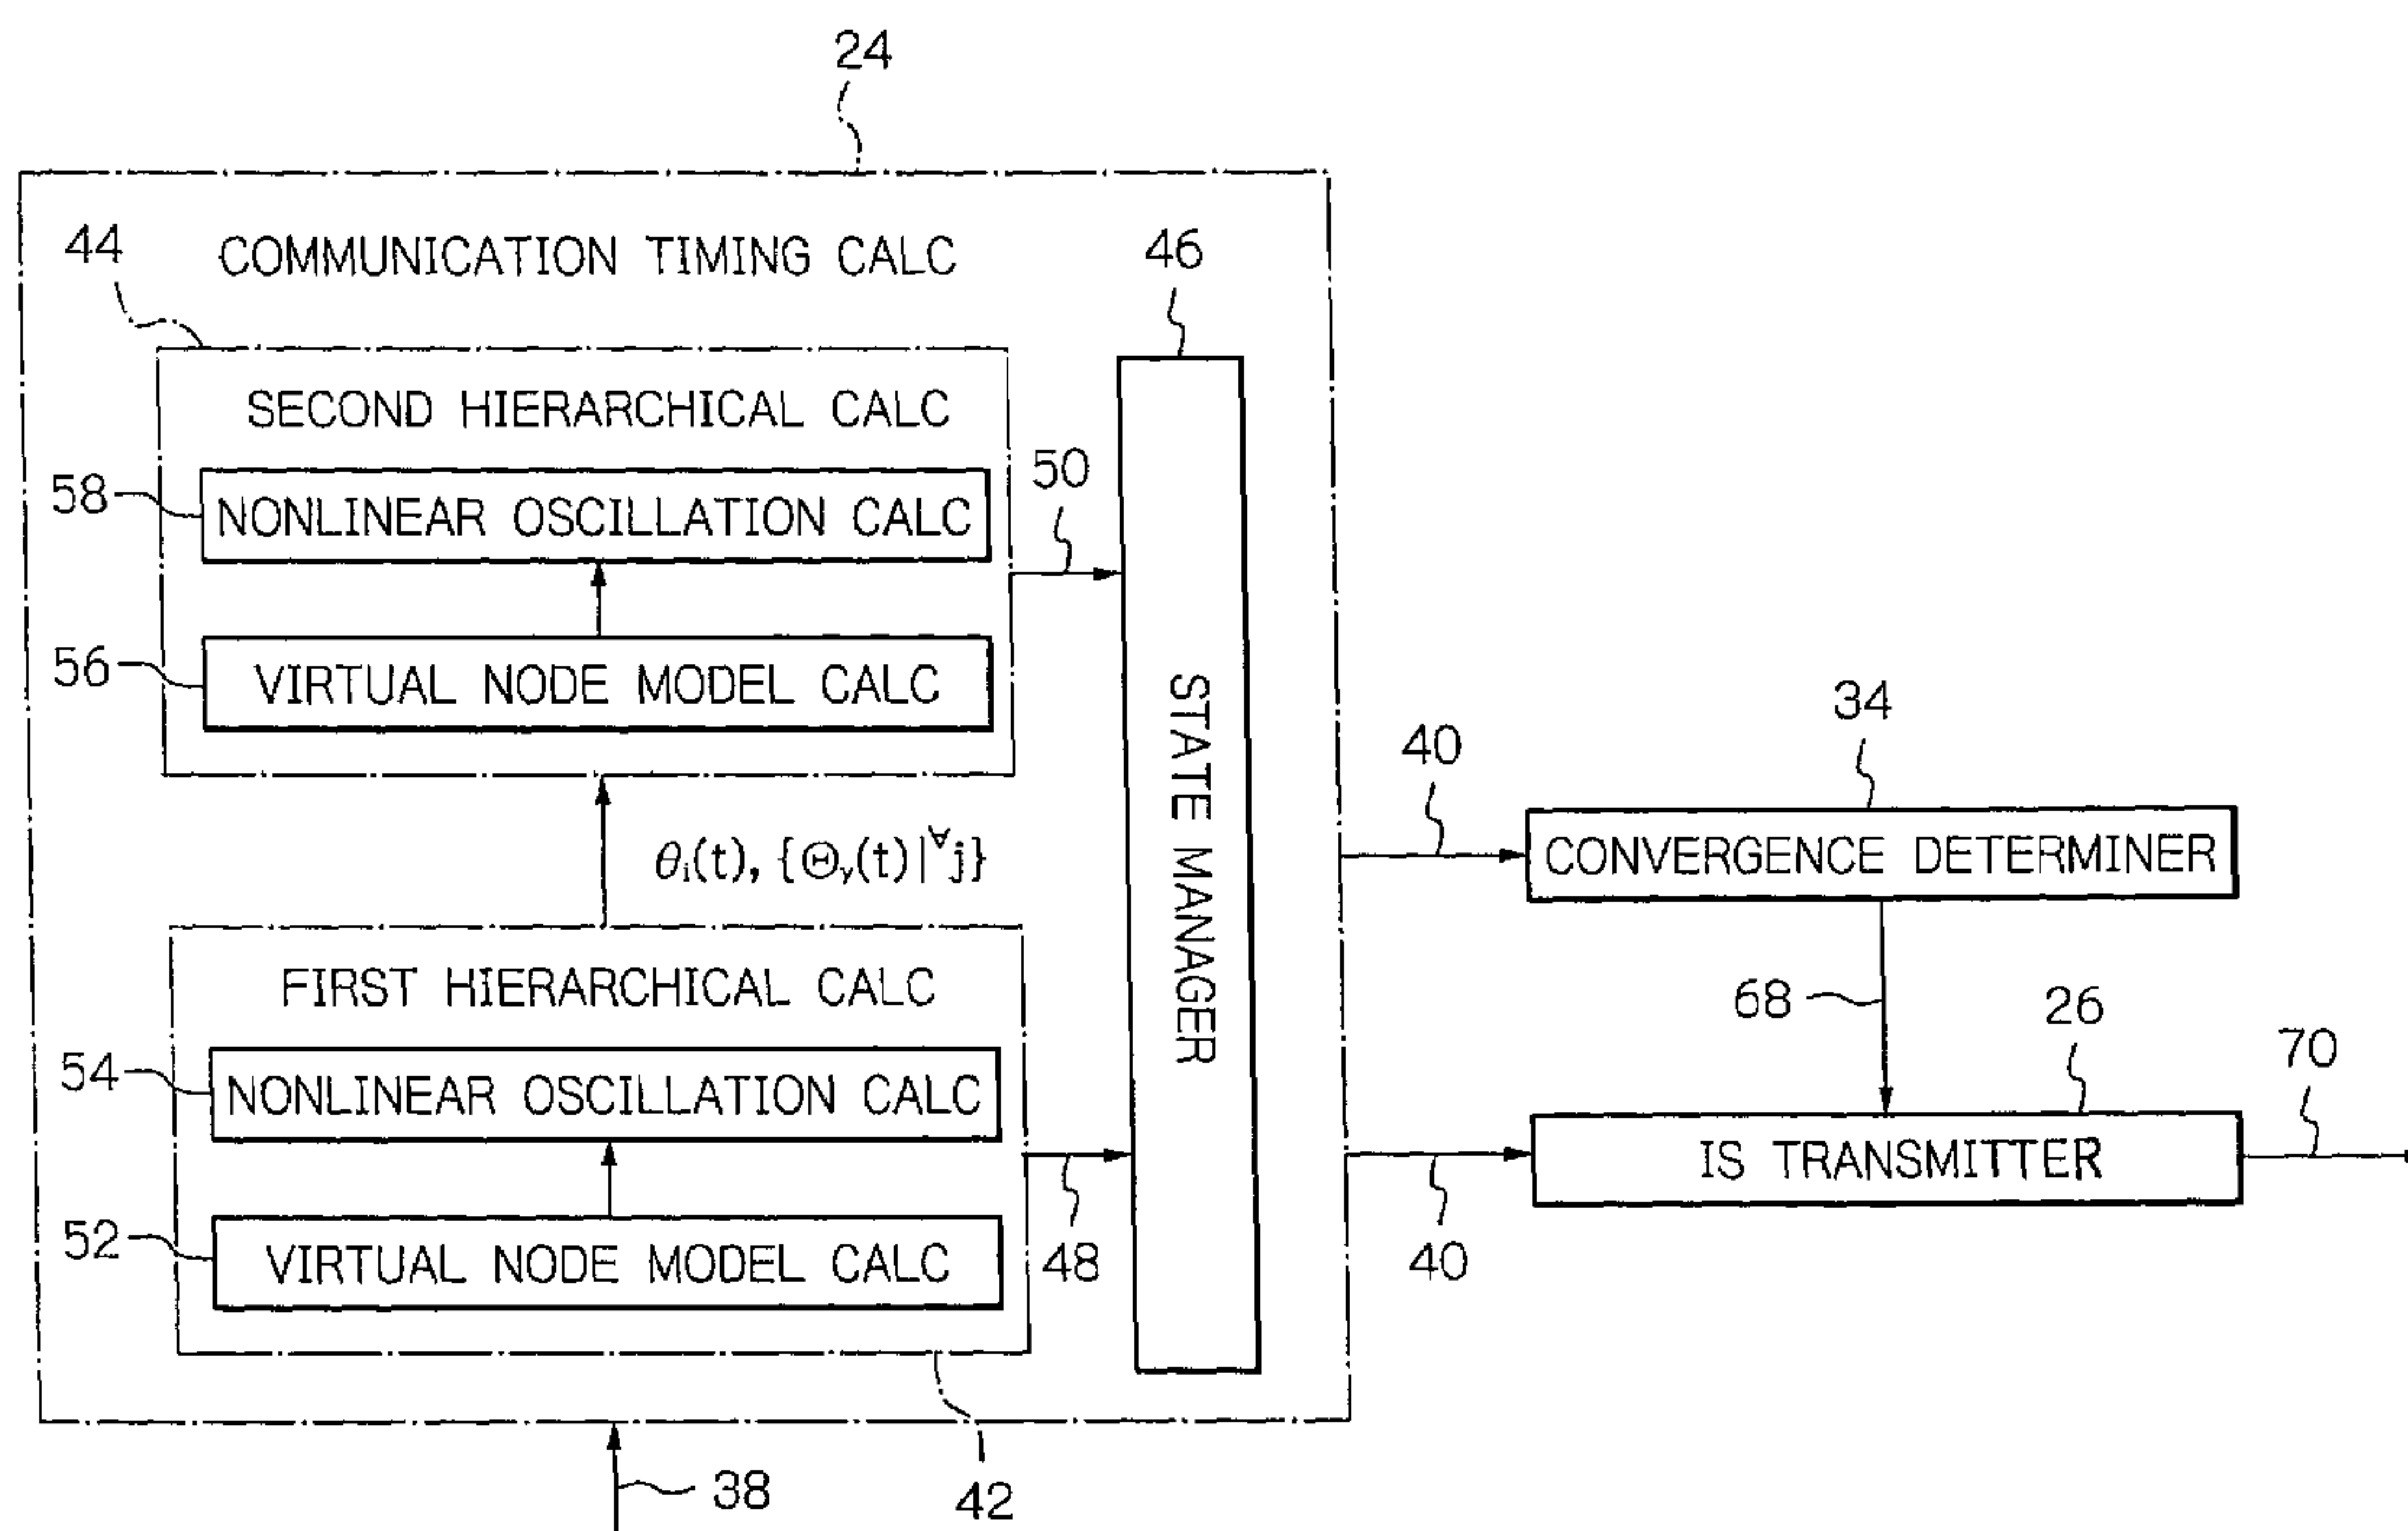 24
44
COMMUNICATION TIMING CALC
46
SECOND HIERARCHICAL CALC
58
NONLINEAR OSCILLATION CALC
50
56
VIRTUAL NODE MODEL CALC
STATE MANAGER
34
40
CONVERGENCE DETERMINER
θi(t), {Θy(t)|∀j}
FIRST HIERARCHICAL CALC
68
26
70
54
NONLINEAR OSCILLATION CALC
IS TRANSMITTER
52
VIRTUAL NODE MODEL CALC
48
40
38
42